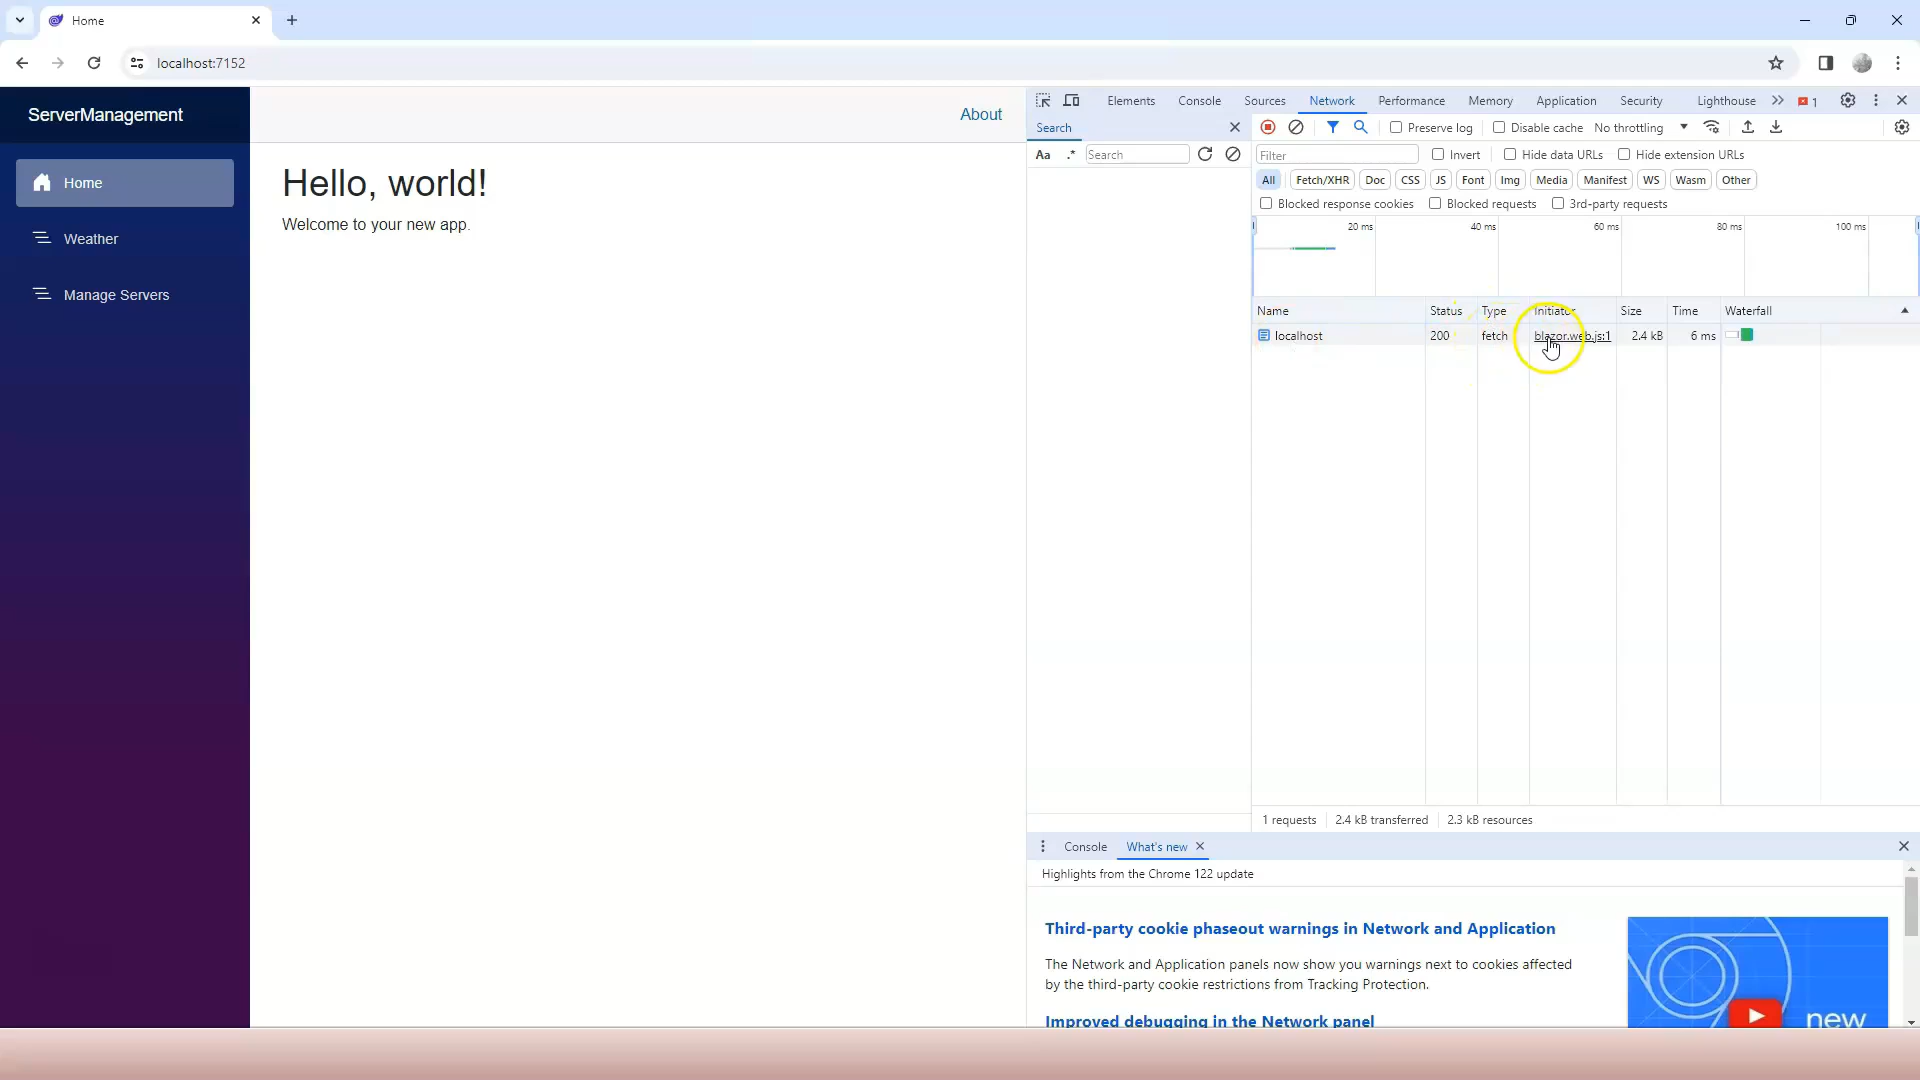 Home
localhost:7152
ServerManagement
Home
Weather
Manage Servers
About
Hello, world!
Welcome to your new app.
Elements Console Sources Network Performance Memory Application Security Lighthouse 1
Search
Preserve log Disable cache No throttling
Aa .* Search
Filter Invert Hide data URLs Hide extension URLs
All Fetch/XHR Doc CSS JS Font Img Media Manifest WS Wasm Other
Blocked response cookies Blocked requests 3rd-party requests
20 ms 40 ms 60 ms 80 ms 100 ms
Name Status Type Initiator Size Time Waterfall
localhost 200 fetch blazor.web.js:1 2.4 kB 6 ms
1 requests 2.4 kB transferred 2.3 kB resources
Console What's new
Highlights from the Chrome 122 update
Third-party cookie phaseout warnings in Network and Application
The Network and Application panels now show you warnings next to cookies affected
by the third-party cookie restrictions from Tracking Protection.
Improved debugging in the Network panel
new